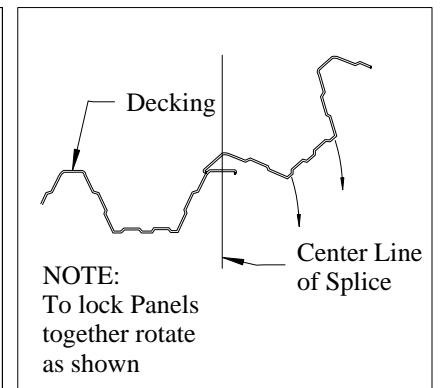 Decking
Center Line
of Splice
NOTE:
To lock Panels
together rotate
as shown